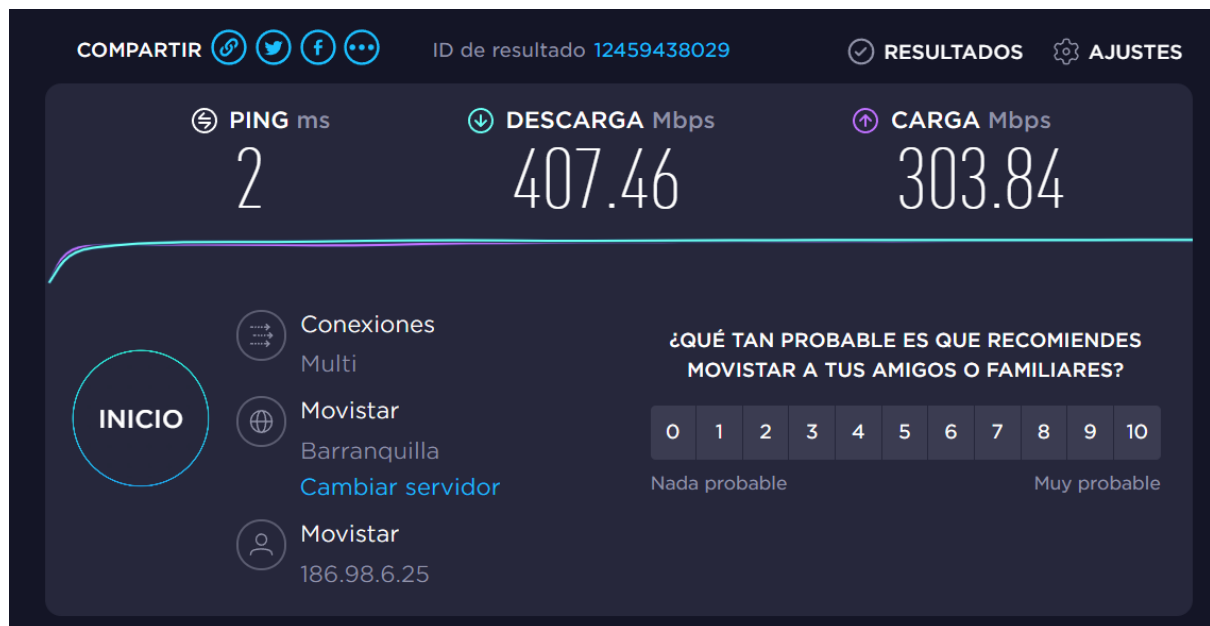 COMPARTIR
ID de resultado 12459438029
RESULTADOS
AJUSTES
PING ms
2
DESCARGA Mbps
407.46
CARGA Mbps
303.84
INICIO
Conexiones
Multi
Movistar
Barranquilla
Cambiar servidor
Movistar
186.98.6.25
¿QUÉ TAN PROBABLE ES QUE RECOMIENDES
MOVISTAR A TUS AMIGOS O FAMILIARES?
0 1 2 3 4 5 6 7 8 9 10
Nada probable
Muy probable